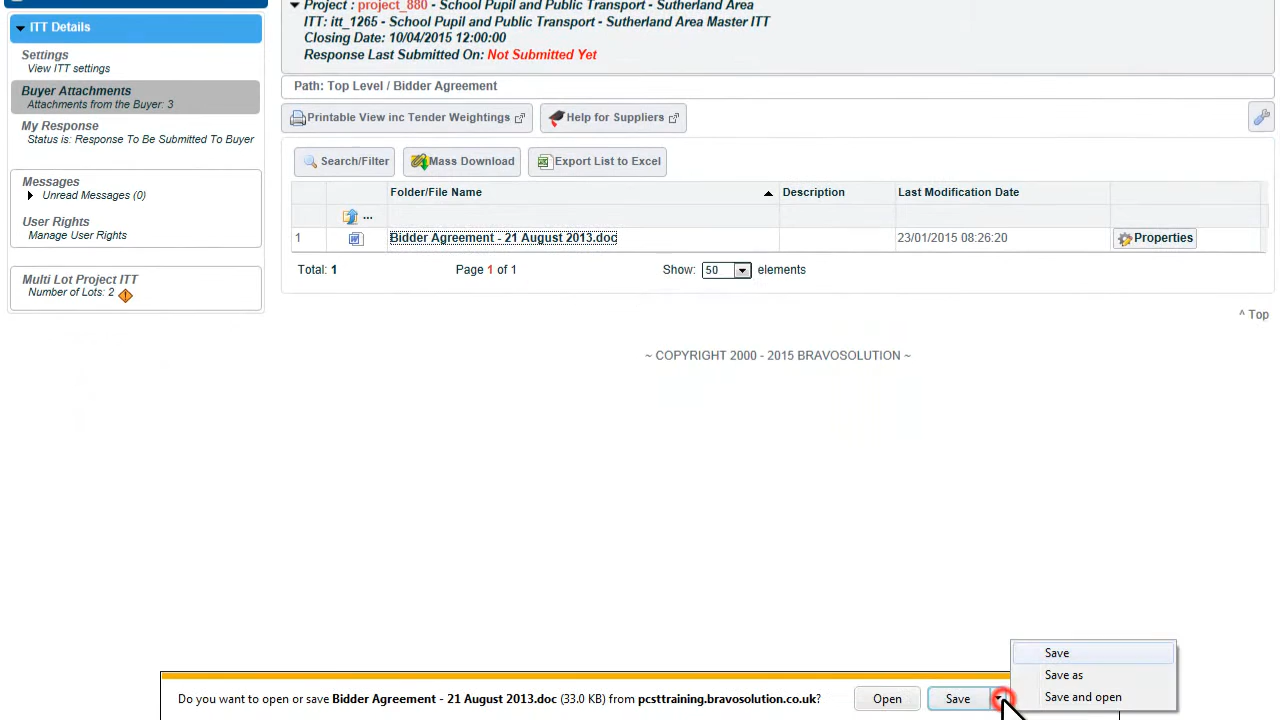 Project : project_880 - School Pupil and Public Transport - Sutherland Area
ITT: itt_1265 - School Pupil and Public Transport - Sutherland Area Master ITT
Closing Date: 10/04/2015 12:00:00
Response Last Submitted On: Not Submitted Yet
ITT Details
Settings
View ITT settings
Buyer Attachments
Attachments from the Buyer: 3
My Response
Status is: Response To Be Submitted To Buyer
Messages
Unread Messages (0)
User Rights
Manage User Rights
Multi Lot Project ITT
Number of Lots: 2
Path: Top Level / Bidder Agreement
Printable View inc Tender Weightings Help for Suppliers
Search/Filter Mass Download Export List to Excel
Folder/File Name Description Last Modification Date
...
1 Bidder Agreement - 21 August 2013.doc 23/01/2015 08:26:20 Properties
Total: 1 Page 1 of 1 Show: 50 elements
^ Top
~ COPYRIGHT 2000 - 2015 BRAVOSOLUTION ~
Save
Save as
Save and open
Do you want to open or save Bidder Agreement - 21 August 2013.doc (33.0 KB) from pcsttraining.bravosolution.co.uk? Open Save